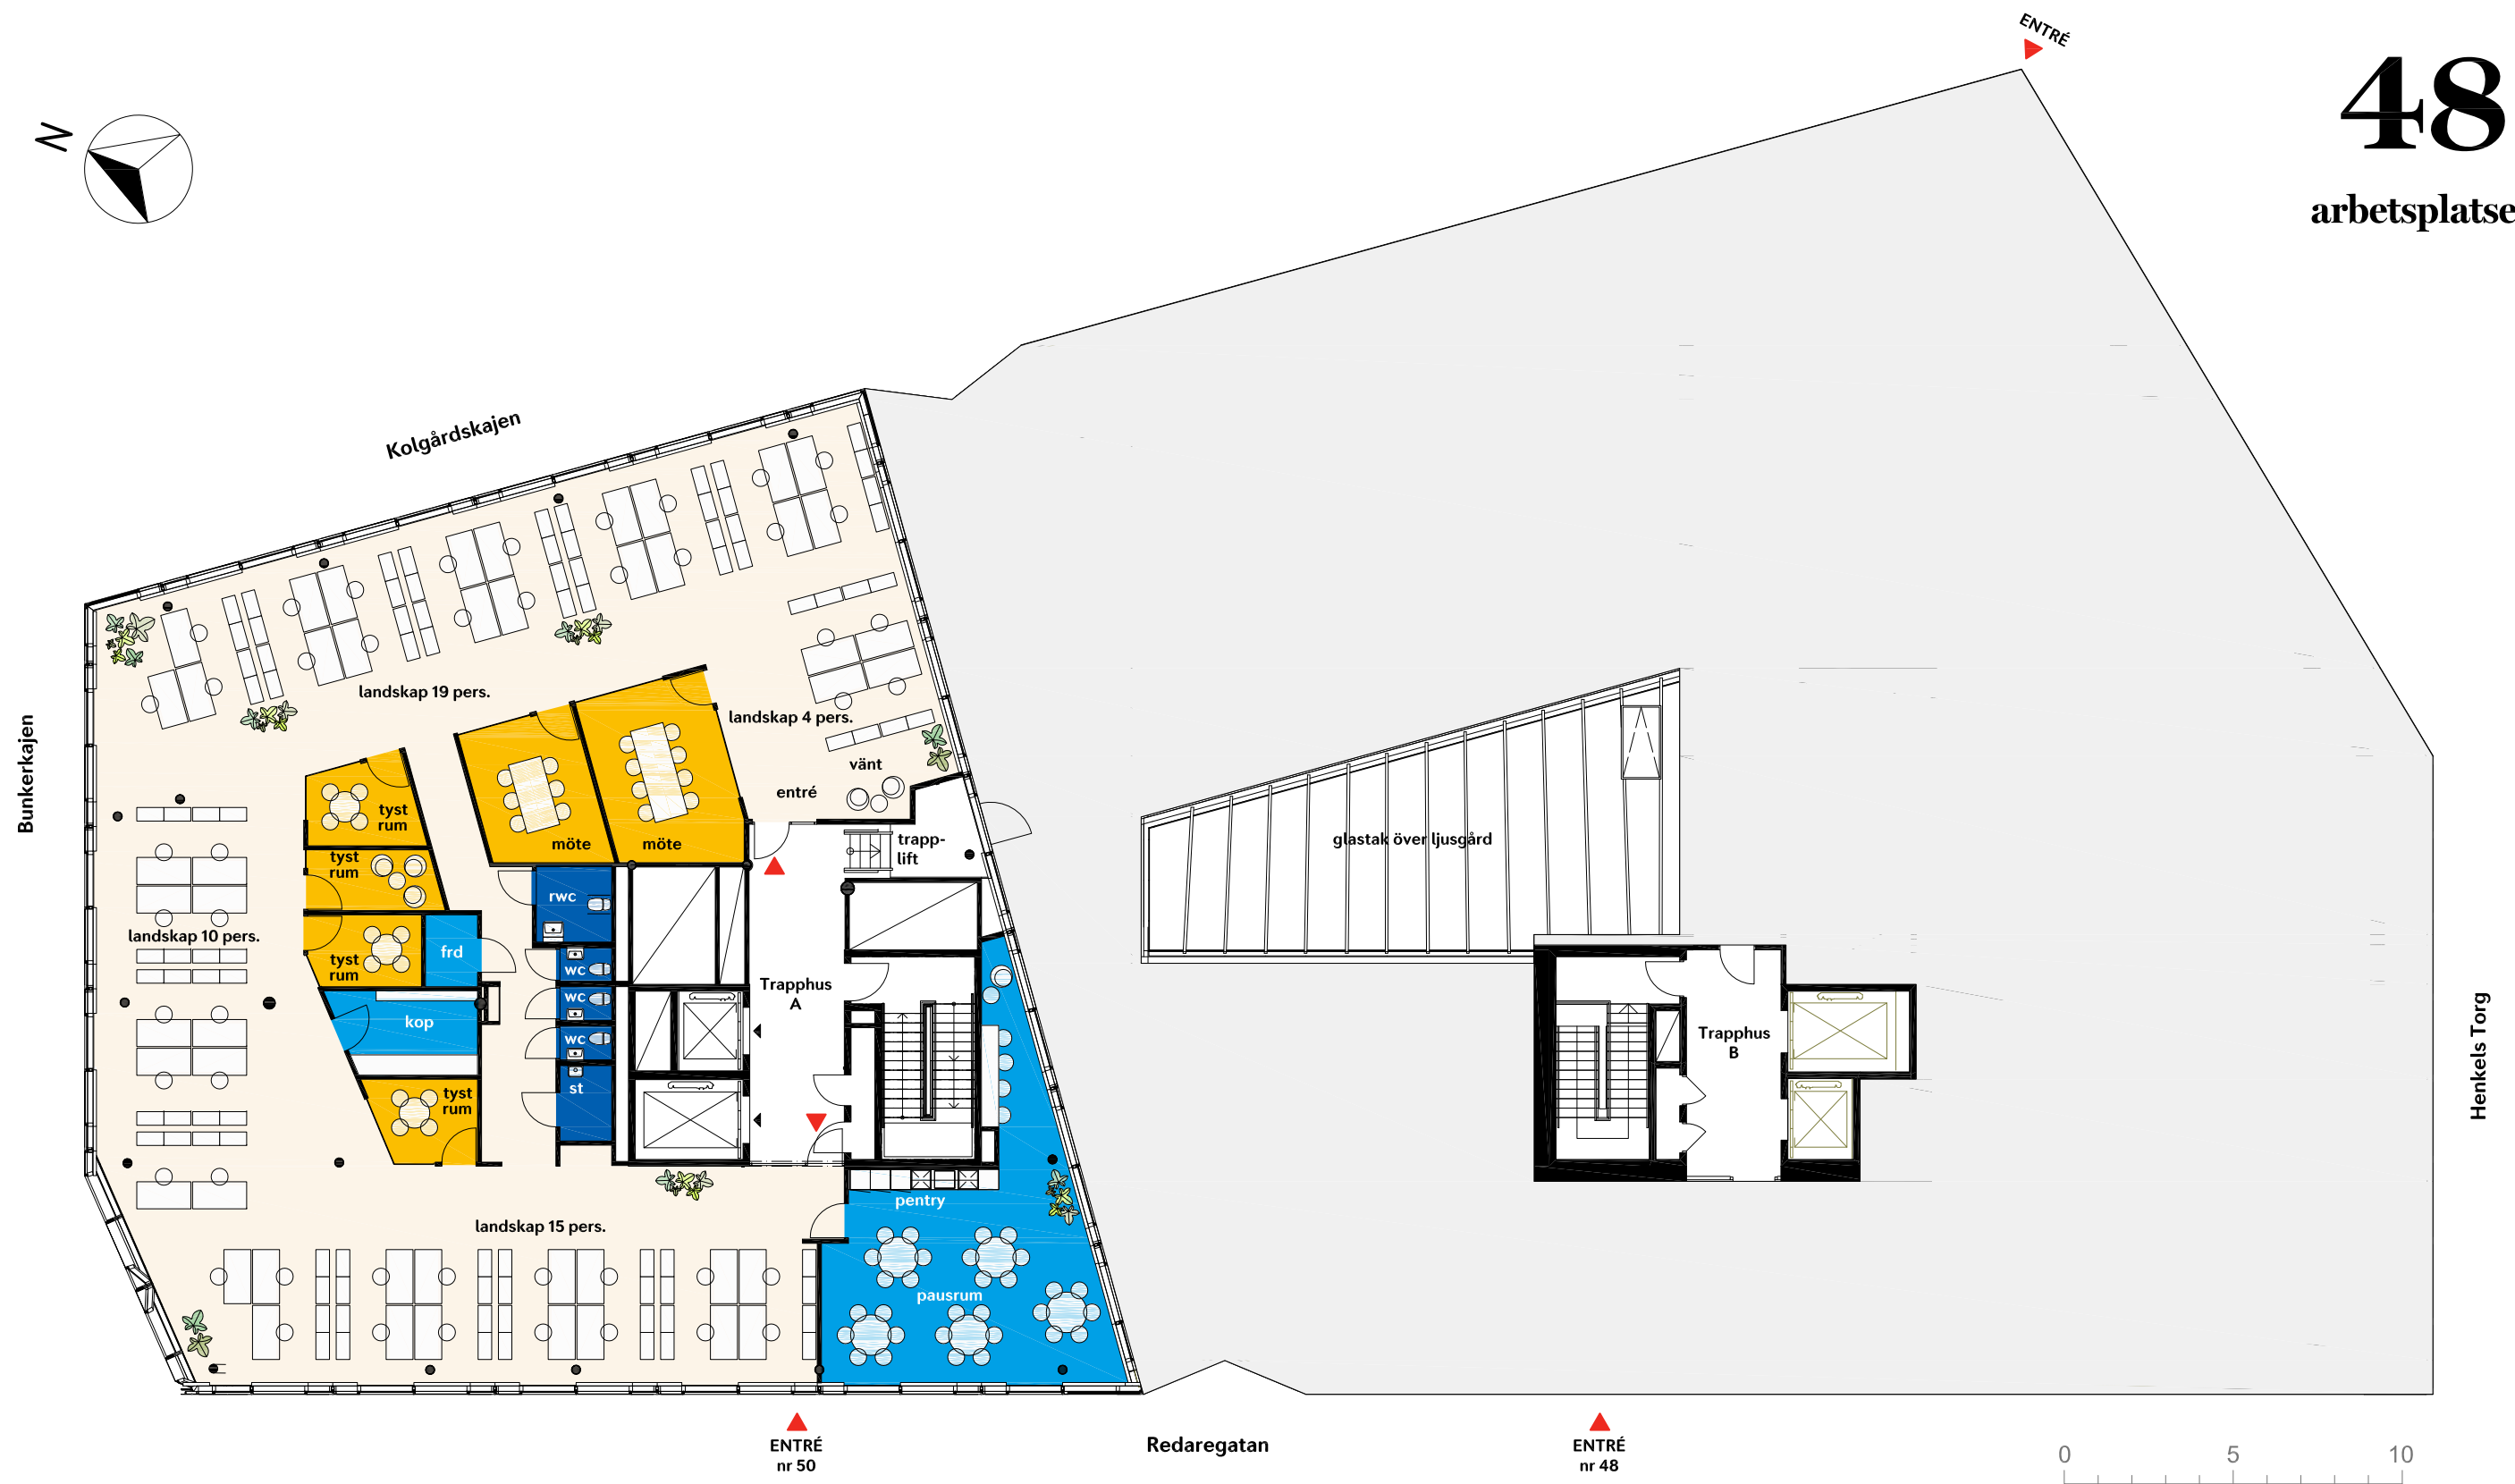 ENTRÉ
N
48
arbetsplatse
Kolgårdskajen
Bunkerkajen
landskap 19 pers.
landskap 4 pers.
vänt
entré
tyst
rum
möte
möte
trapp-
lift
glastak över ljusgård
tyst
rum
rwc
landskap 10 pers.
tyst
rum
frd
wc
Trapphus
A
wc
kop
wc
Trapphus
B
Henkels Torg
tyst
rum
st
pentry
landskap 15 pers.
pausrum
ENTRÉ
nr 50
Redaregatan
ENTRÉ
nr 48
0 5 10